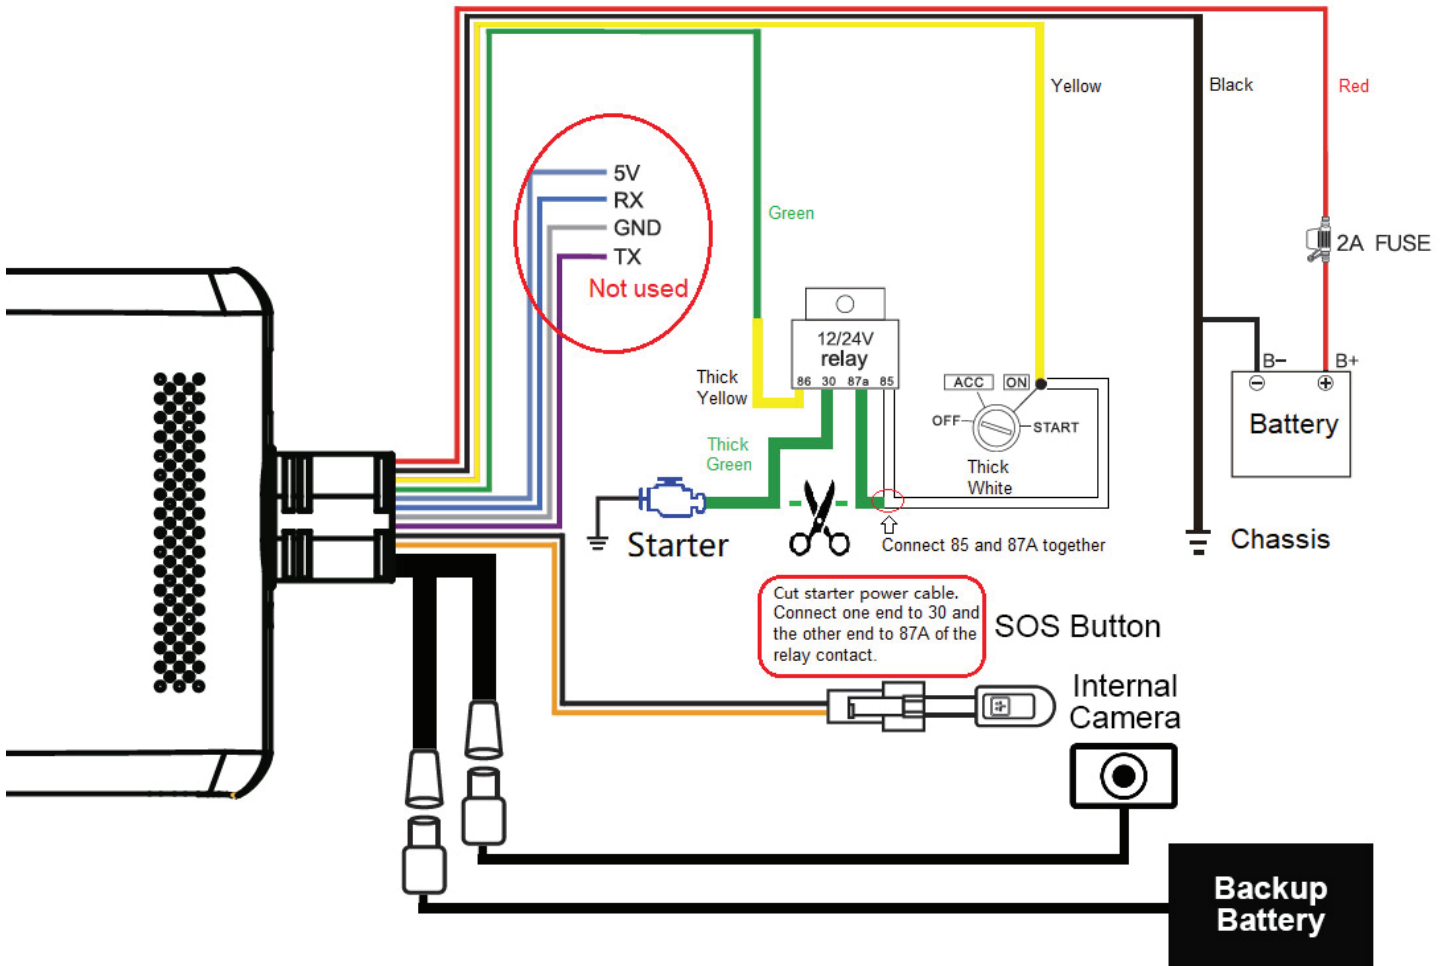 Yellow
Black
Red
5V
RX
GND
TX
Not used
Green
2A FUSE
12/24V
relay
86 30 87a 85
Thick
Yellow
ACC ON
OFF
START
B−
B+
− +
Battery
Thick
Green
Thick
White
Starter
Connect 85 and 87A together
Chassis
Cut starter power cable.
Connect one end to 30 and
the other end to 87A of the
relay contact.
SOS Button
Internal
Camera
Backup
Battery